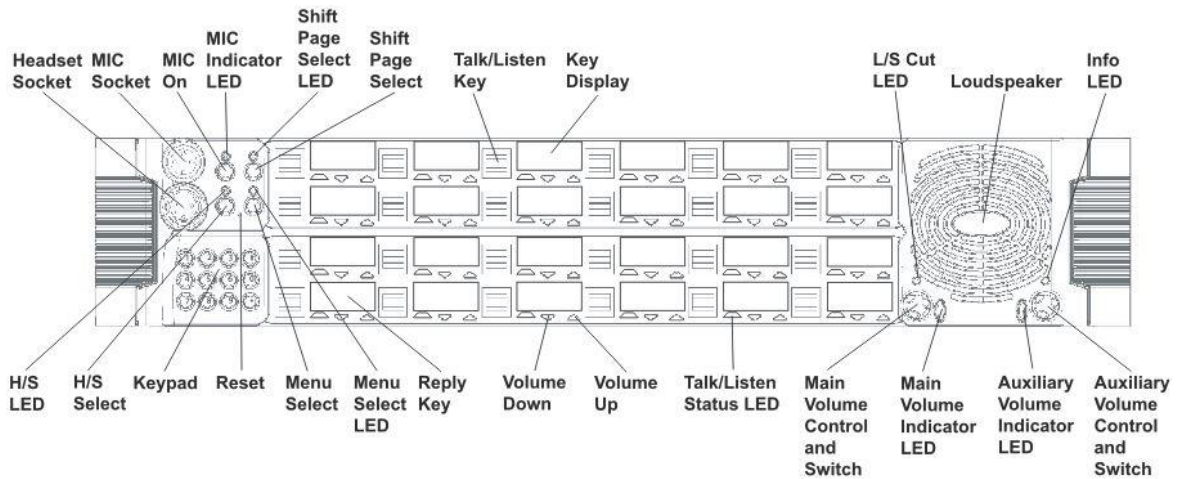 Headset
Socket
MIC
Socket
MIC
On
MIC
Indicator
LED
Shift
Page
Select
LED
Shift
Page
Select
Talk/Listen
Key
Key
Display
L/S Cut
LED
Loudspeaker
Info
LED
H/S
LED
H/S
Select
Keypad
Reset
Menu
Select
Menu
Select
LED
Reply
Key
Volume
Down
Volume
Up
Talk/Listen
Status LED
Main
Volume
Control
and
Switch
Main
Volume
Indicator
LED
Auxiliary
Volume
Indicator
LED
Auxiliary
Volume
Control
and
Switch